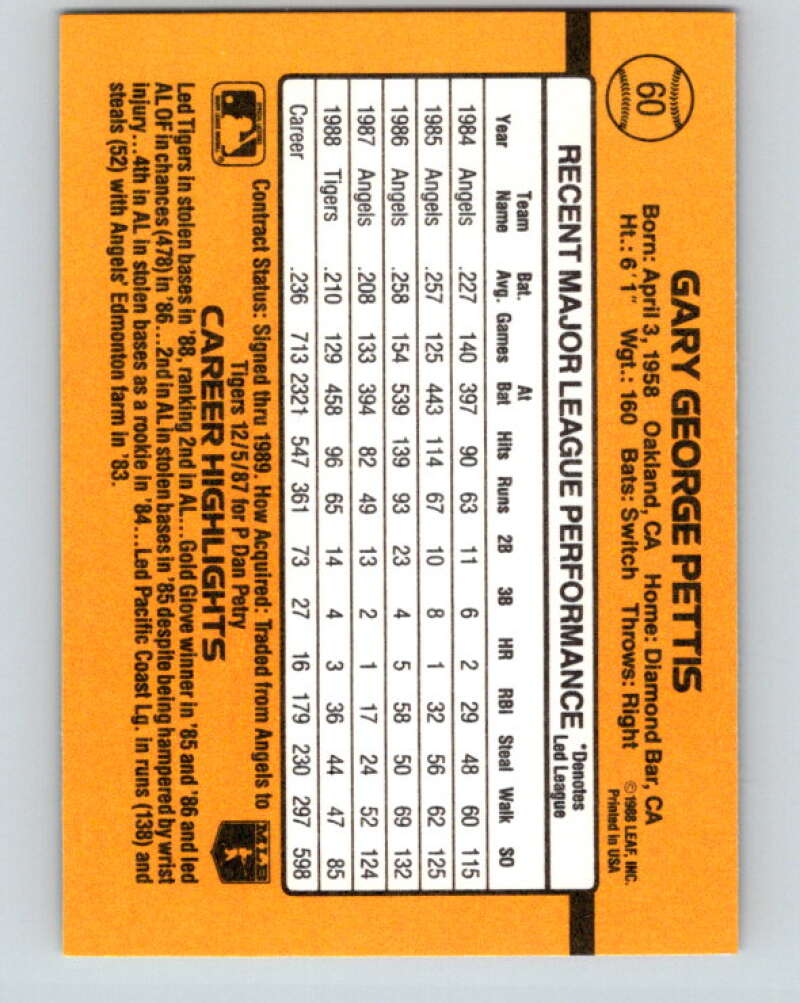 60
GARY GEORGE PETTIS
Born: April 3, 1958 Oakland, CA Home: Diamond Bar, CA
Ht.: 6'1" Wgt.: 160 Bats: Switch Throws: Right
©1988 LEAF, INC.
Printed in USA
RECENT MAJOR LEAGUE PERFORMANCE *Denotes Led League
Year Team Name Bat. Avg. Games At Bat Hits Runs 2B 3B HR RBI Steal Walk SO
1984 Angels .227 140 397 90 63 11 6 2 29 48 60 115
1985 Angels .257 125 443 114 67 10 8 1 32 56 62 125
1986 Angels .258 154 539 139 93 23 4 5 58 50 69 132
1987 Angels .208 133 394 82 49 13 2 1 17 24 52 124
1988 Tigers .210 129 458 96 65 14 4 3 36 44 47 85
Career .236 713 2321 547 361 73 27 16 179 230 297 598
Contract Status: Signed thru 1989. How Acquired: Traded from Angels to
Tigers 12/5/87 for P Dan Petry
MLB
CAREER HIGHLIGHTS
Led Tigers in stolen bases in '88, ranking 2nd in AL...Gold Glove winner in '85 and '86 and led
AL OF in chances (478) in '86...2nd in AL in stolen bases in '85 despite being hampered by wrist
injury...4th in AL in stolen bases as a rookie in '84...Led Pacific Coast Lg. in runs (138) and
steals (52) with Angels' Edmonton farm in '83.